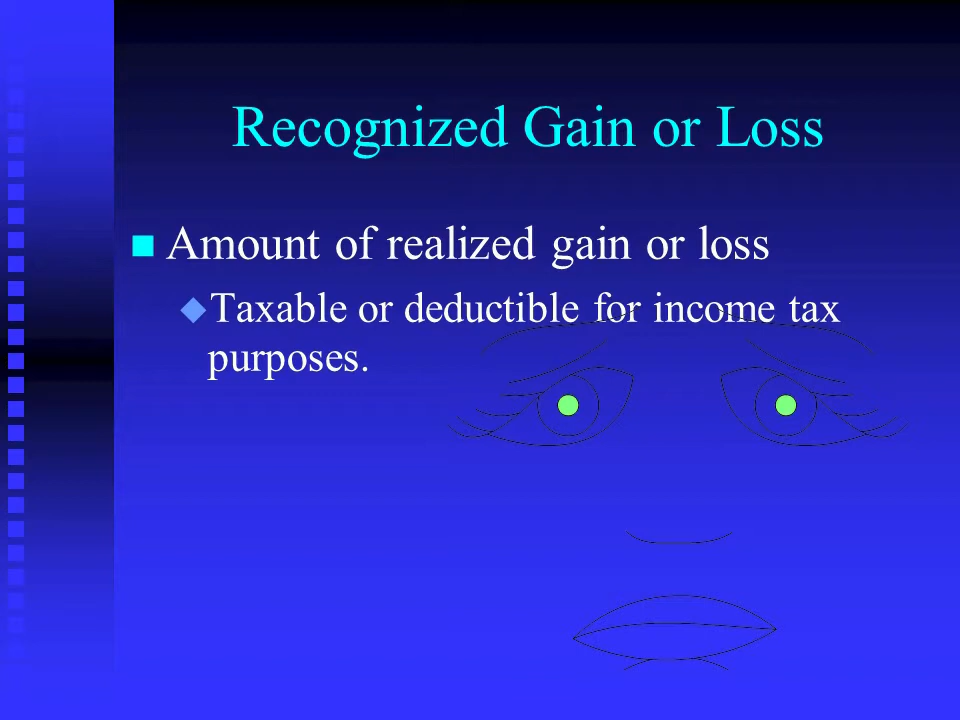 Recognized Gain or Loss
Amount of realized gain or loss
Taxable or deductible for income tax
purposes.